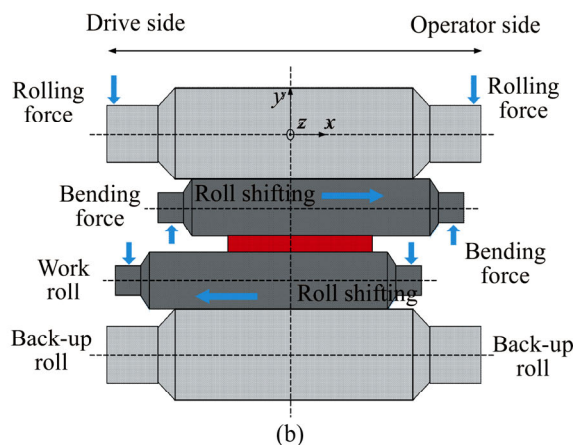 Drive side
Operator side
Rolling
force
Rolling
force
y
z
x
Bending
force
Roll shifting
Work
roll
Bending
force
Roll shifting
Back-up
roll
Back-up
roll
(b)